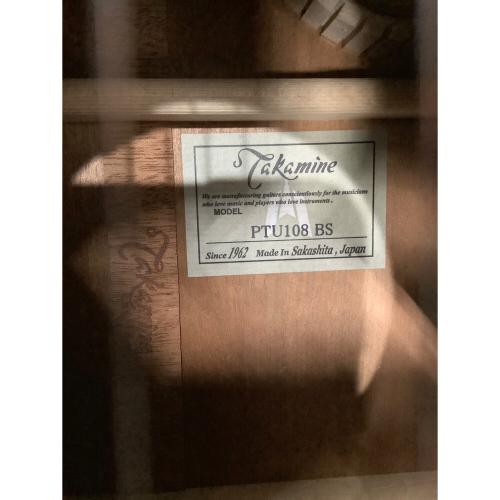 Takamine
We are manufacturing guitars conscientiously for the musicians
who love music and players who love instruments .
MODEL
PTU108 BS
Since 1962 Made In Sakashita , Japan
Takamine